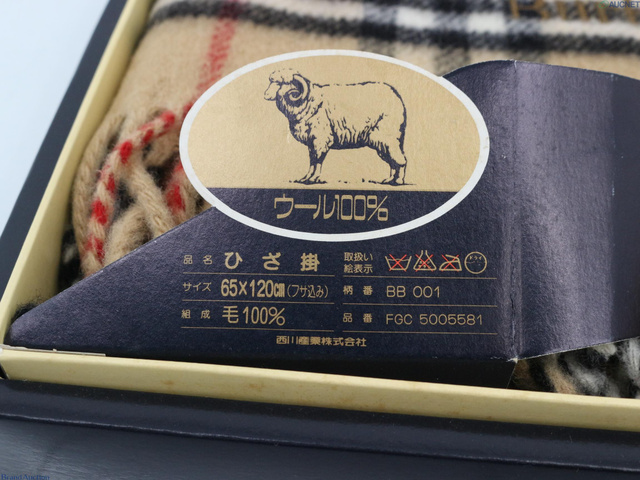 AUCNET
ウール100%
品名 ひざ掛
サイズ 65×120cm(フサ込み)
組成 毛100%
取扱い
絵表示
柄番 BB 001
品番 FGC 5005581
西川産業株式会社
BrandAuction